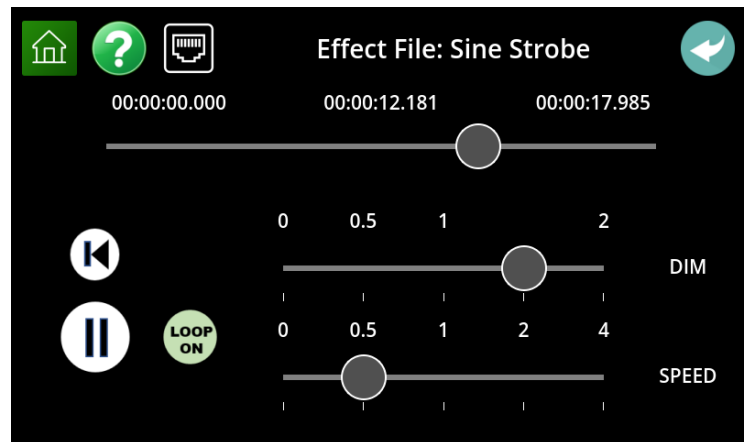 Effect File: Sine Strobe
00:00:00.000 00:00:12.181 00:00:17.985
0 0.5 1 2
DIM
LOOP
ON
0 0.5 1 2 4
SPEED